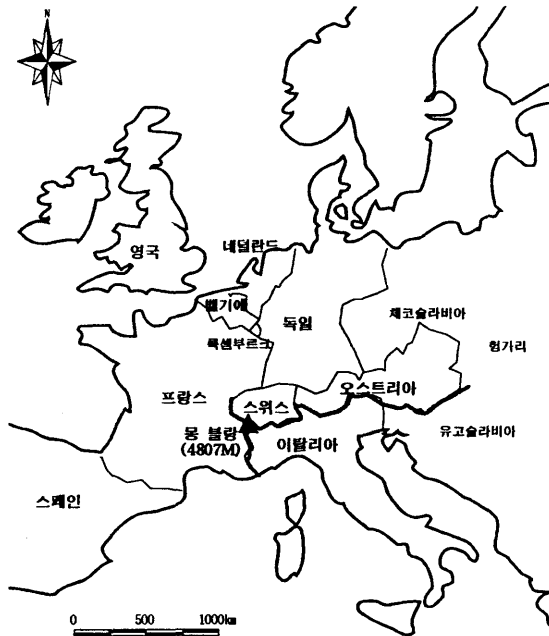 영국
네덜란드
벨기에
독일
룩셈부르크
체코슬라비아
헝가리
프랑스
스위스
오스트리아
몽 블랑
(4807M)
이탈리아
유고슬라비아
스페인
0 500 1000km